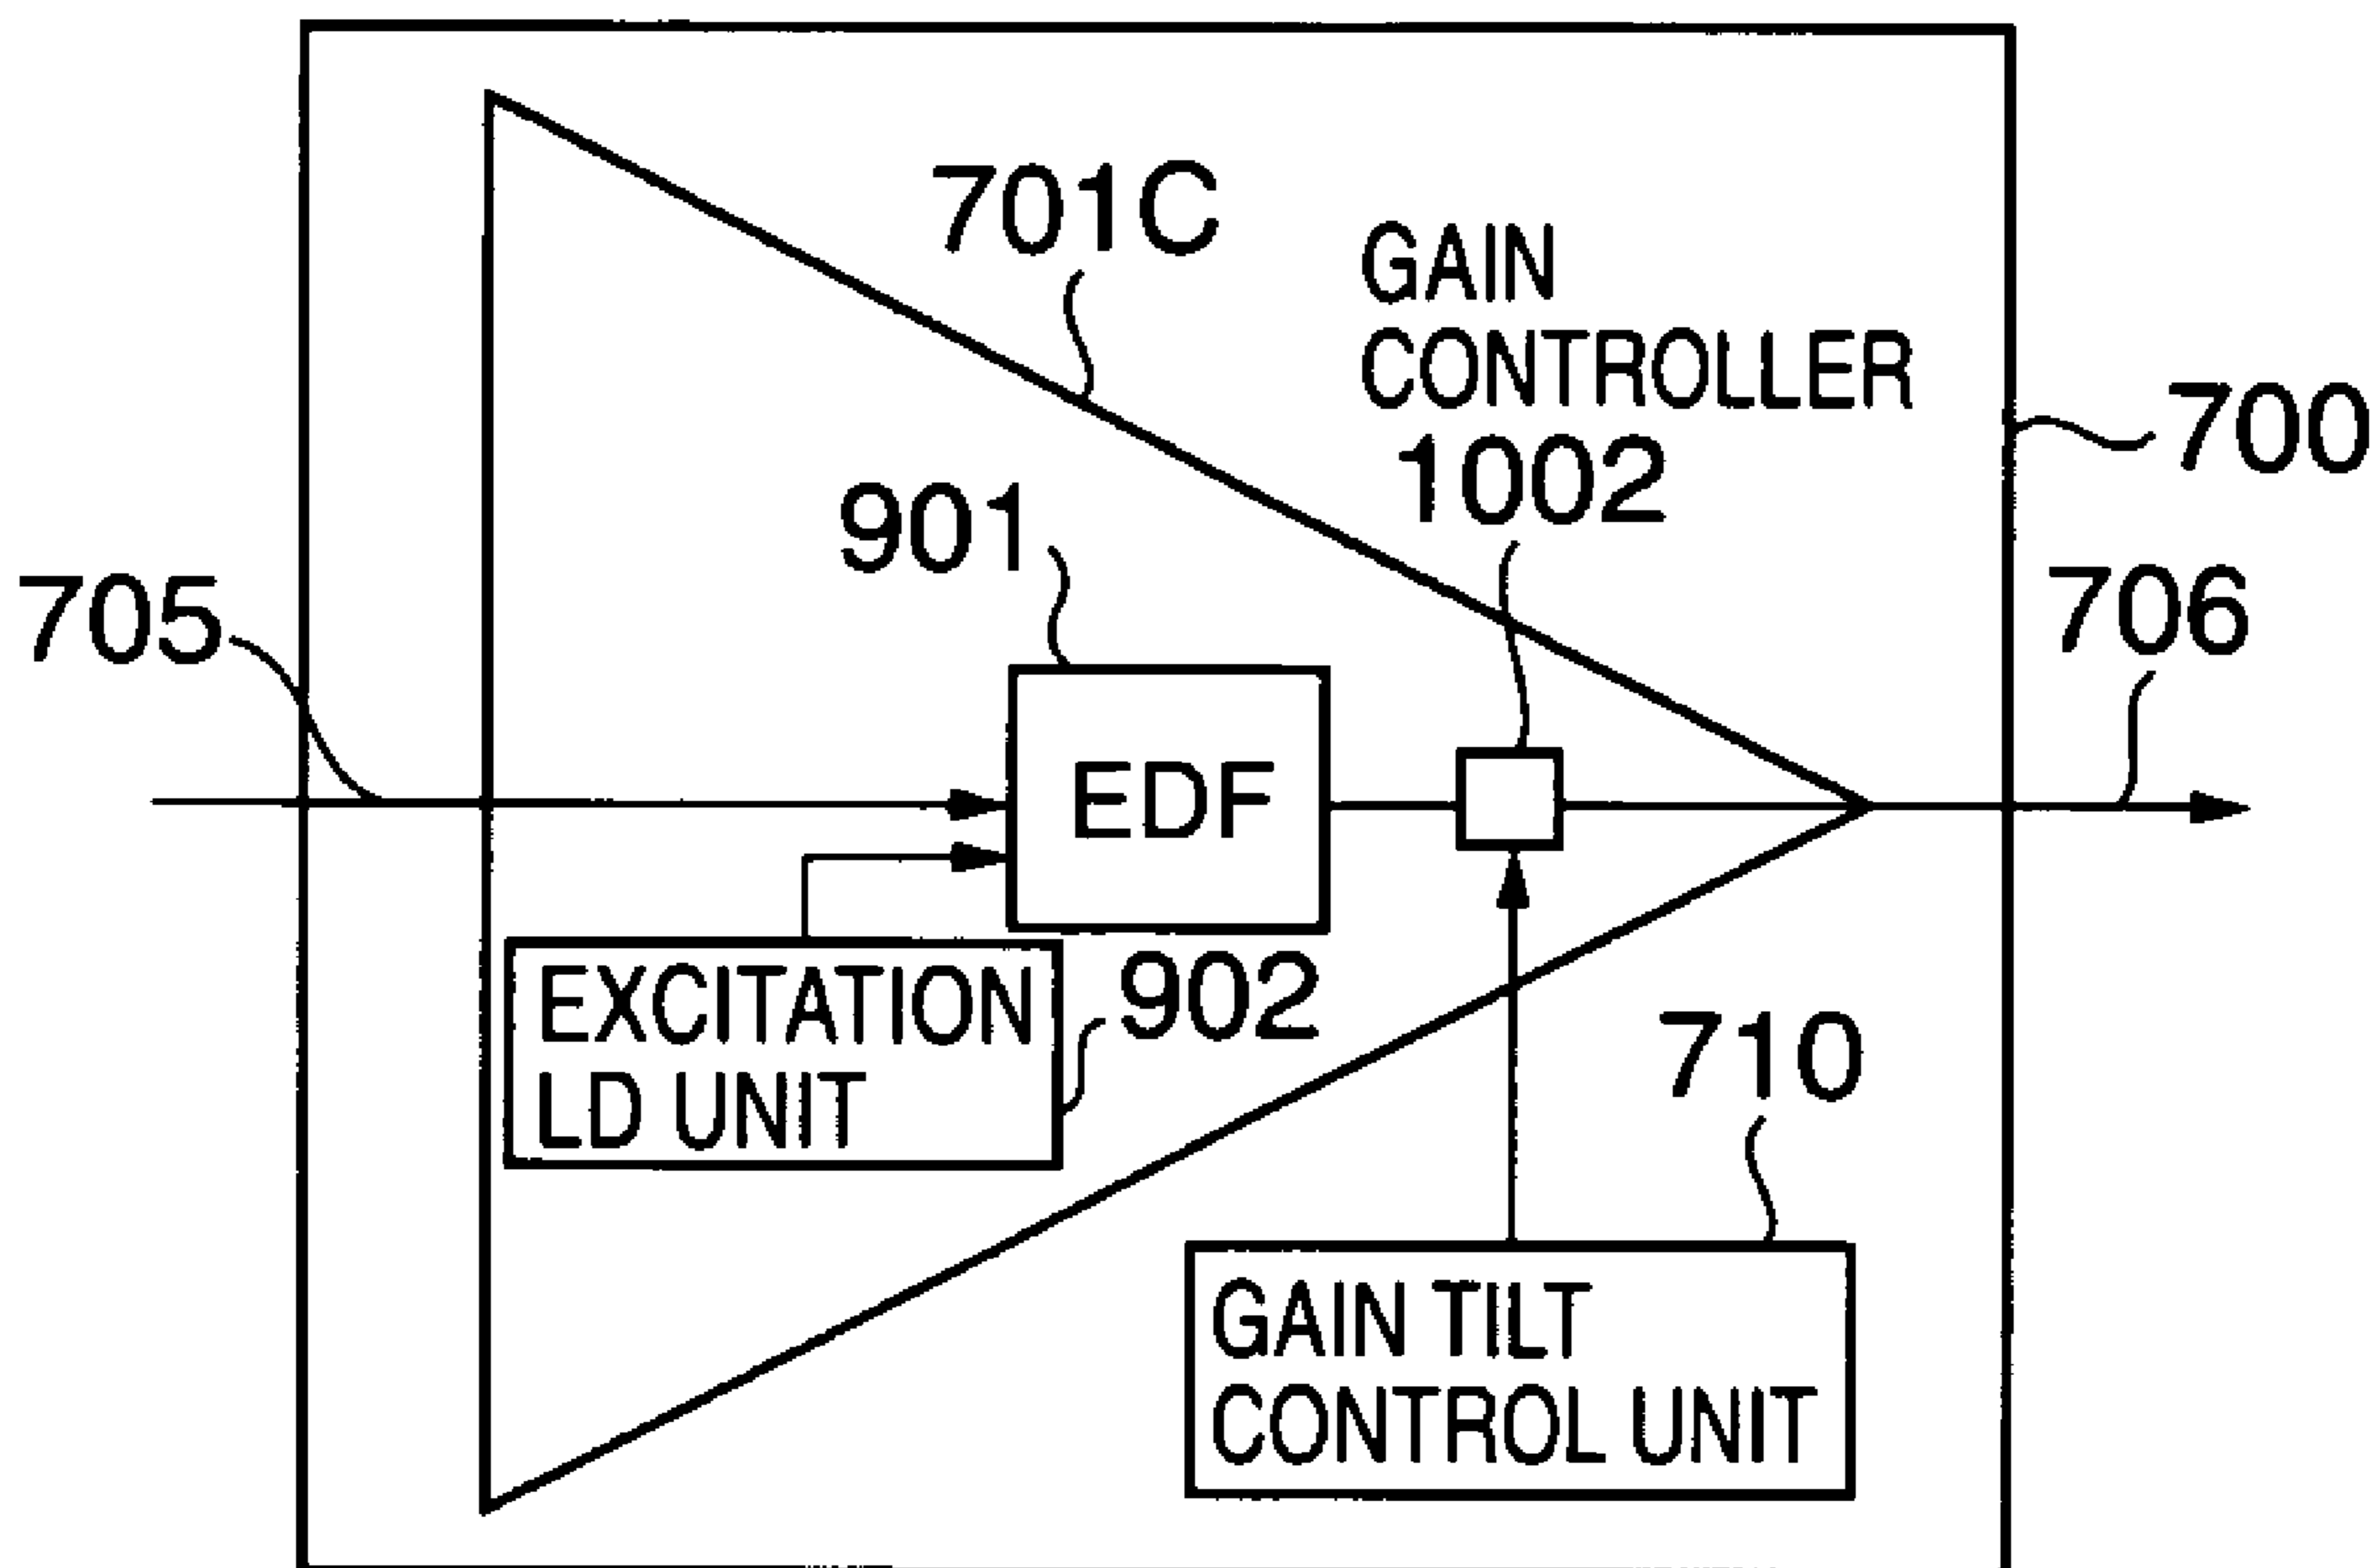 701C
GAIN
CONTROLLER
1002
700
901
705
706
EDF
EXCITATION
LD UNIT
902
710
GAIN TILT
CONTROL UNIT